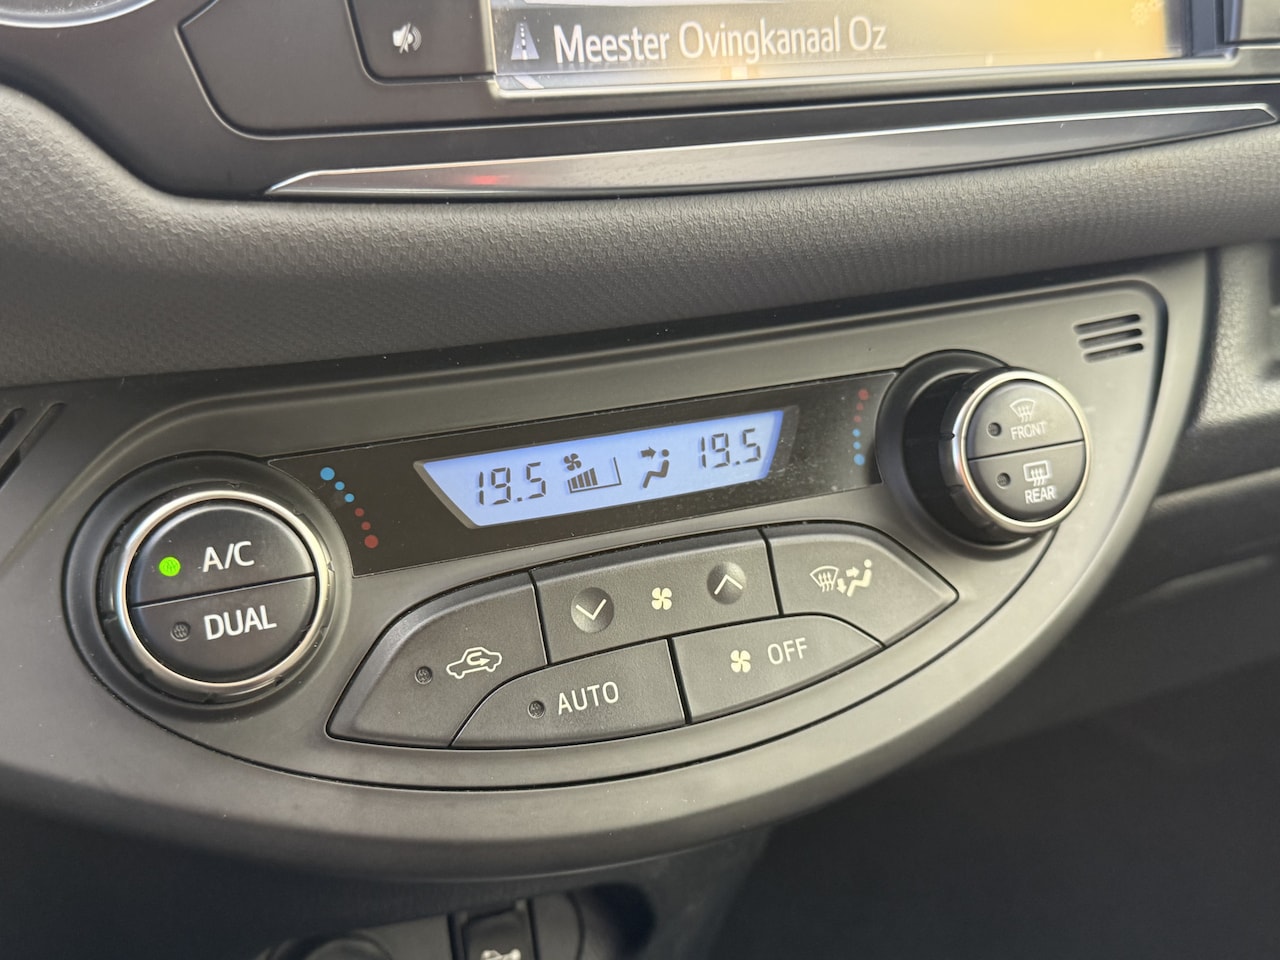 Meester Ovingkanaal Oz
19.5
19.5
FRONT
REAR
A/C
DUAL
AUTO
OFF